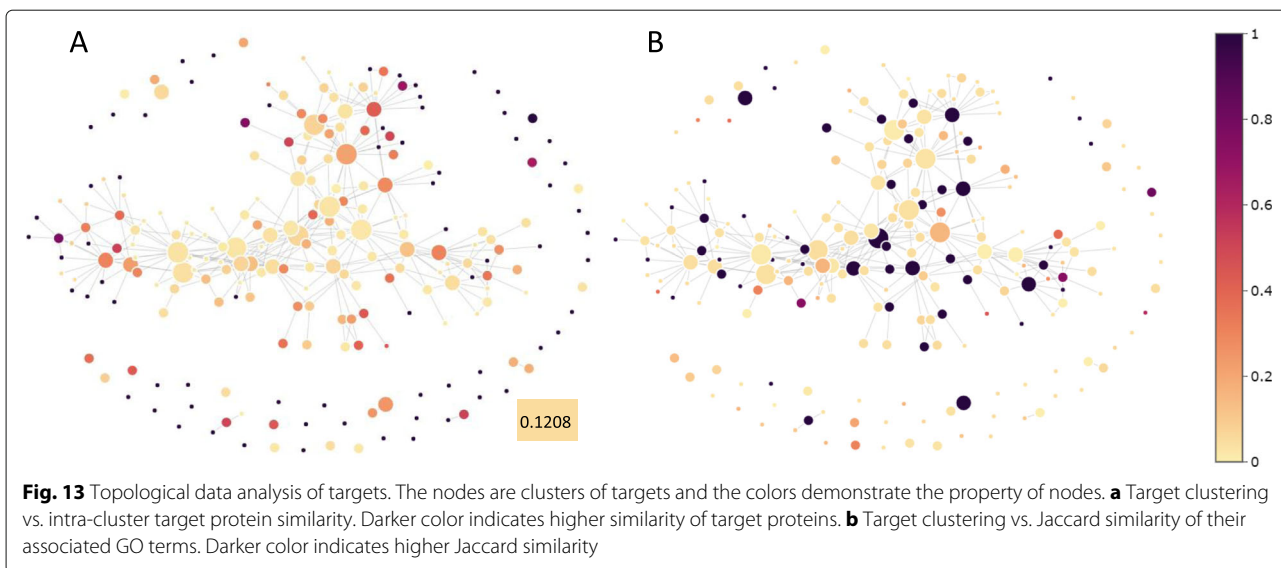 A
B
1
0.8
0.6
0.4
0.2
0
0.1208
Fig. 13 Topological data analysis of targets. The nodes are clusters of targets and the colors demonstrate the property of nodes. a Target clustering
vs. intra-cluster target protein similarity. Darker color indicates higher similarity of target proteins. b Target clustering vs. Jaccard similarity of their
associated GO terms. Darker color indicates higher Jaccard similarity